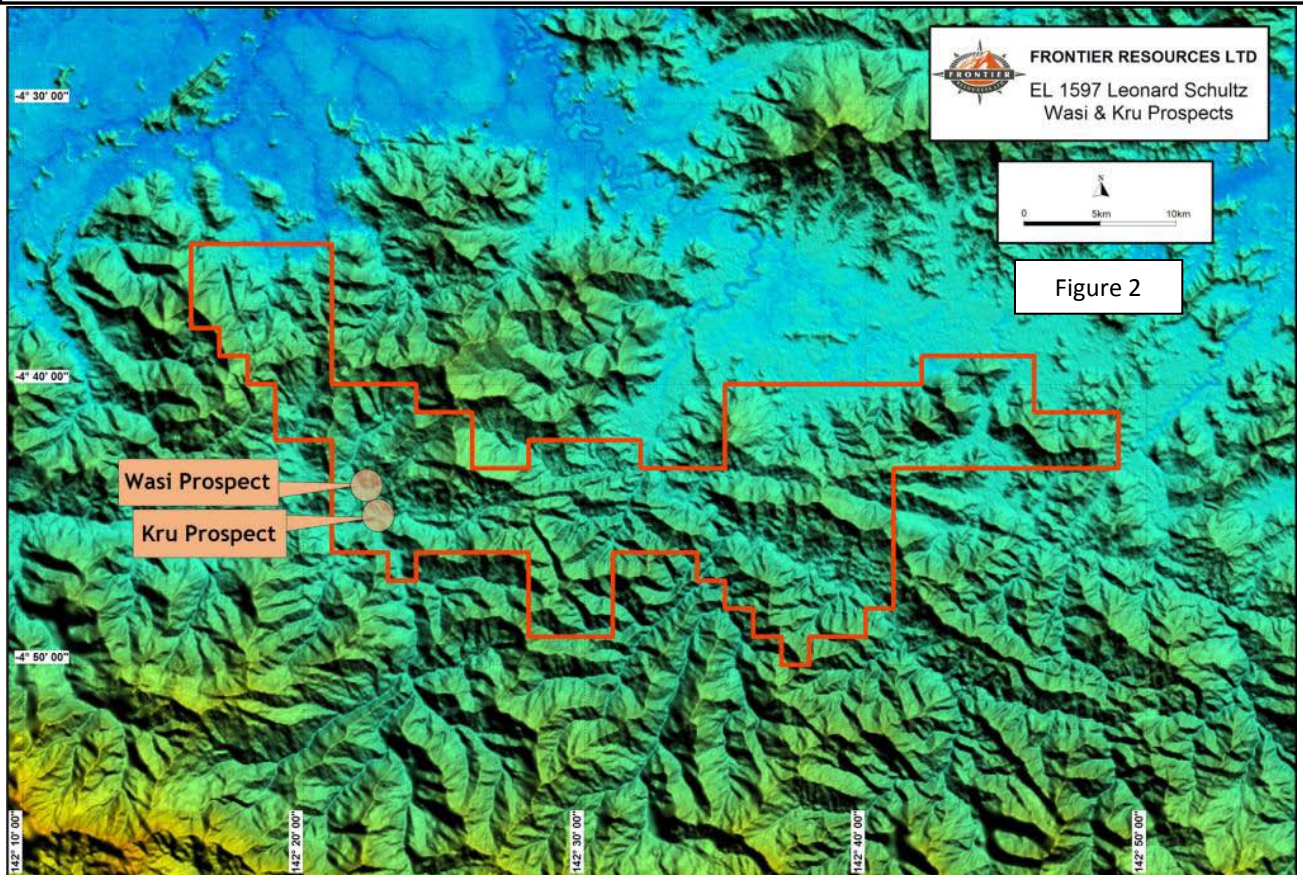 FRONTIER RESOURCES LTD
EL 1597 Leonard Schultz
Wasi & Kru Prospects
FRONTIER
N
0 5km 10km
Figure 2
-4° 30' 00"
-4° 40' 00"
Wasi Prospect
Kru Prospect
-4° 50' 00"
142° 10' 00"
142° 20' 00"
142° 30' 00"
142° 40' 00"
142° 50' 00"